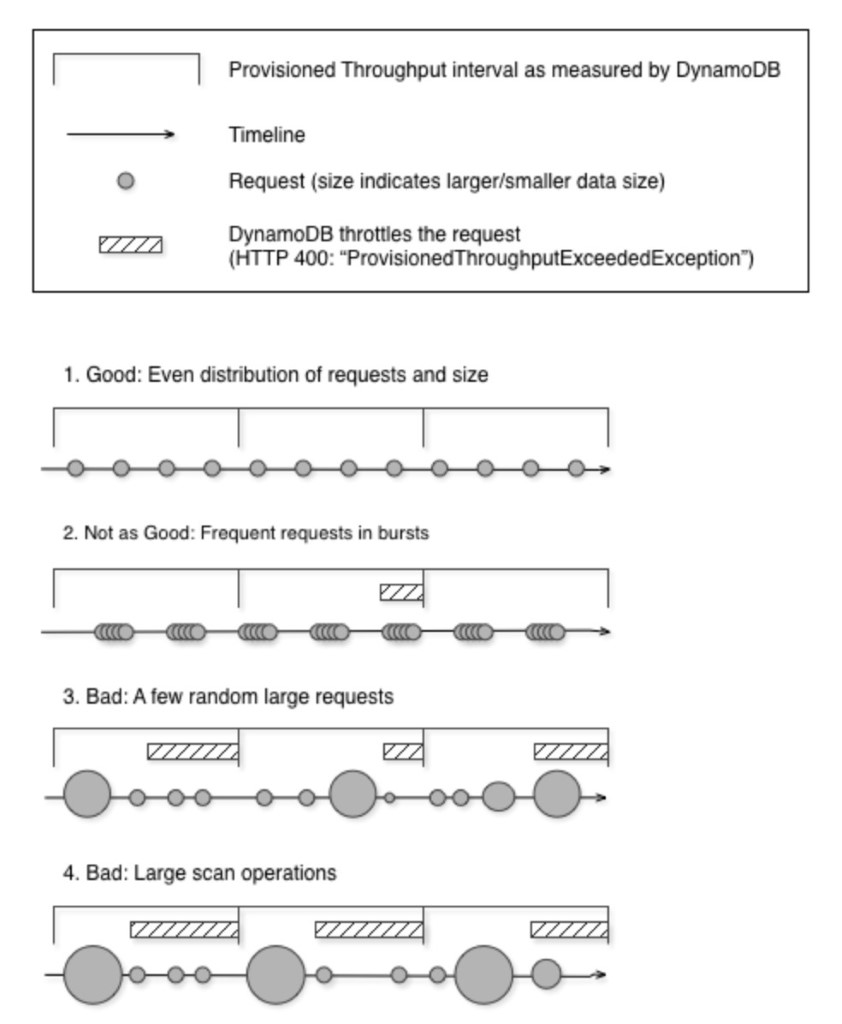 Provisioned Throughput interval as measured by DynamoDB
Timeline
Request (size indicates larger/smaller data size)
DynamoDB throttles the request
(HTTP 400: “ProvisionedThroughputExceededException”)
1. Good: Even distribution of requests and size
2. Not as Good: Frequent requests in bursts
3. Bad: A few random large requests
4. Bad: Large scan operations